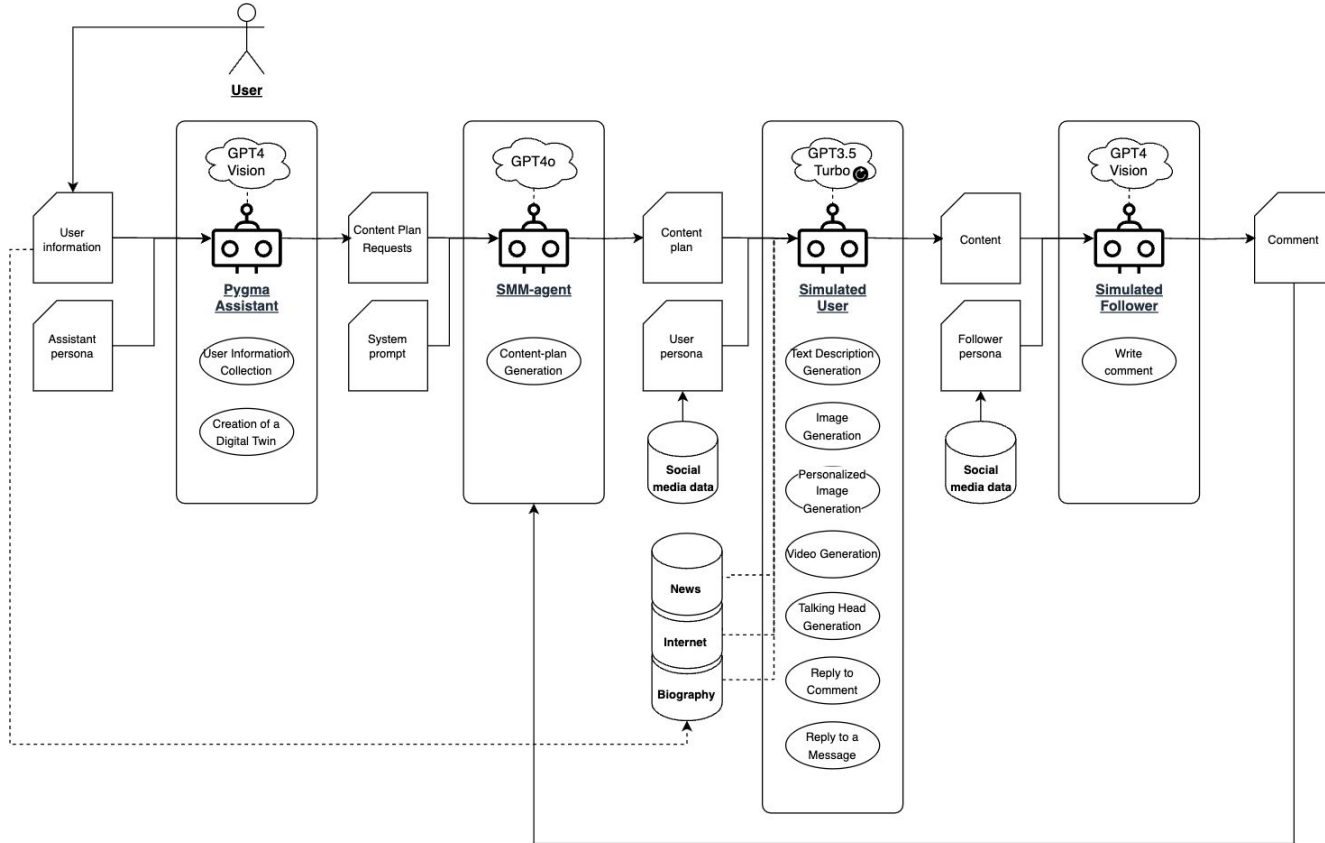 User
GPT4
Vision
GPT4o
GPT3.5
Turbo
GPT4
Vision
User
information
Content Plan
Requests
Content
plan
Content
Comment
Pygma
Assistant
SMM-agent
Simulated
User
Simulated
Follower
Assistant
persona
System
prompt
User
persona
Follower
persona
User Information
Collection
Content-plan
Generation
Text Description
Generation
Write
comment
Creation of a
Digital Twin
Image
Generation
Social
media data
Social
media data
Personalized
Image
Generation
Video Generation
News
Talking Head
Generation
Internet
Reply to
Comment
Biography
Reply to a
Message